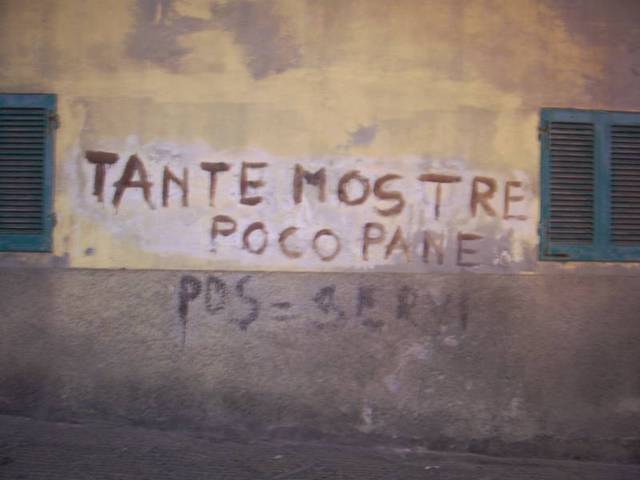 TANTE MOSTRE
POCO PANE
PDS = SERVI